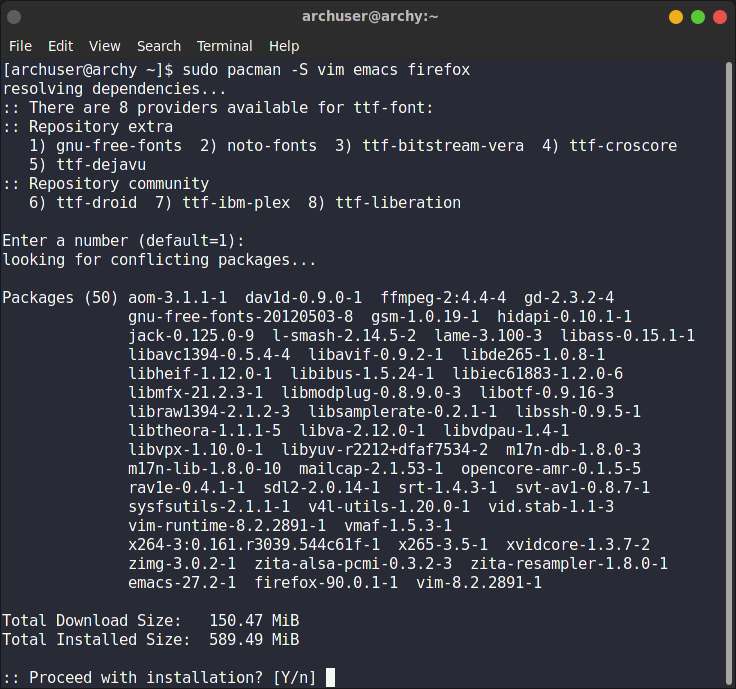 archuser@archy:~
File Edit View Search Terminal Help
[archuser@archy ~]$ sudo pacman -S vim emacs firefox
resolving dependencies...
:: There are 8 providers available for ttf-font:
:: Repository extra
   1) gnu-free-fonts  2) noto-fonts  3) ttf-bitstream-vera  4) ttf-croscore
   5) ttf-dejavu
:: Repository community
   6) ttf-droid  7) ttf-ibm-plex  8) ttf-liberation

Enter a number (default=1):
looking for conflicting packages...

Packages (50) aom-3.1.1-1  dav1d-0.9.0-1  ffmpeg-2:4.4-4  gd-2.3.2-4
              gnu-free-fonts-20120503-8  gsm-1.0.19-1  hidapi-0.10.1-1
              jack-0.125.0-9  l-smash-2.14.5-2  lame-3.100-3  libass-0.15.1-1
              libavc1394-0.5.4-4  libavif-0.9.2-1  libde265-1.0.8-1
              libheif-1.12.0-1  libibus-1.5.24-1  libiec61883-1.2.0-6
              libmfx-21.2.3-1  libmodplug-0.8.9.0-3  libotf-0.9.16-3
              libraw1394-2.1.2-3  libsamplerate-0.2.1-1  libssh-0.9.5-1
              libtheora-1.1.1-5  libva-2.12.0-1  libvdpau-1.4-1
              libvpx-1.10.0-1  libyuv-r2212+dfaf7534-2  m17n-db-1.8.0-3
              m17n-lib-1.8.0-10  mailcap-2.1.53-1  opencore-amr-0.1.5-5
              rav1e-0.4.1-1  sdl2-2.0.14-1  srt-1.4.3-1  svt-av1-0.8.7-1
              sysfsutils-2.1.1-1  v4l-utils-1.20.0-1  vid.stab-1.1-3
              vim-runtime-8.2.2891-1  vmaf-1.5.3-1
              x264-3:0.161.r3039.544c61f-1  x265-3.5-1  xvidcore-1.3.7-2
              zimg-3.0.2-1  zita-alsa-pcmi-0.3.2-3  zita-resampler-1.8.0-1
              emacs-27.2-1  firefox-90.0.1-1  vim-8.2.2891-1

Total Download Size:   150.47 MiB
Total Installed Size:  589.49 MiB

:: Proceed with installation? [Y/n]